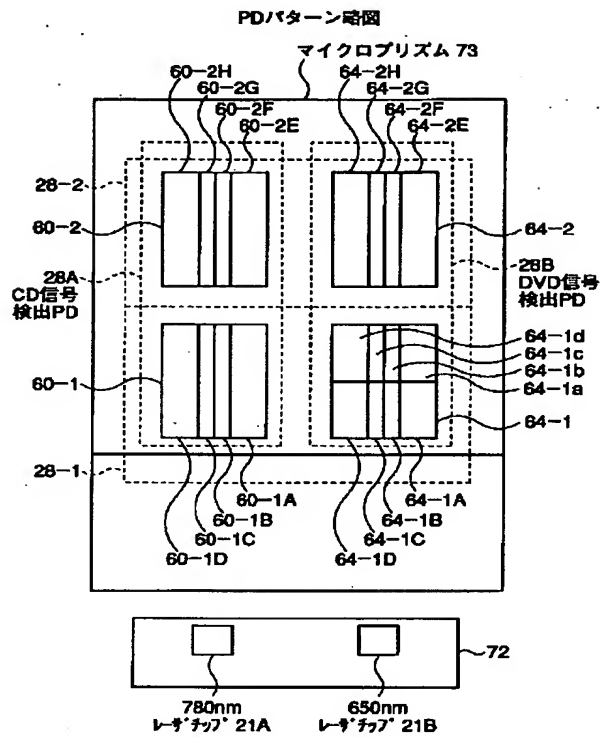 PDパターン略図
マイクロプリズム 73
60-2H 64-2H
60-2G 64-2G
60-2F 64-2F
60-2E 64-2E
28-2
60-2 64-2
28A 28B
CD信号 DVD信号
検出PD 検出PD
64-1d
64-1c
64-1b
64-1a
60-1 64-1
28-1
60-1A 64-1A
60-1B 64-1B
60-1C 64-1C
60-1D 64-1D
72
780nm 650nm
レーザチップ 21A レーザチップ 21B